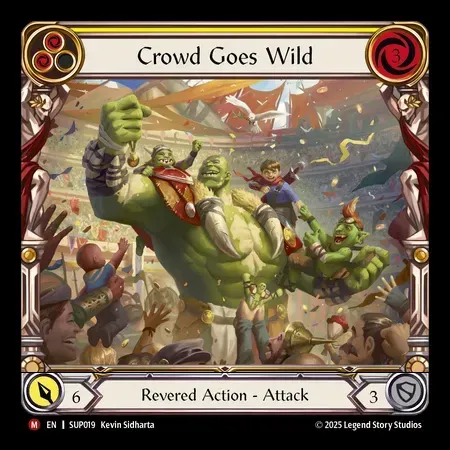 Crowd Goes Wild
3
6
Revered Action - Attack
3
M EN | SUP019 Kevin Sidharta
© 2025 Legend Story Studios